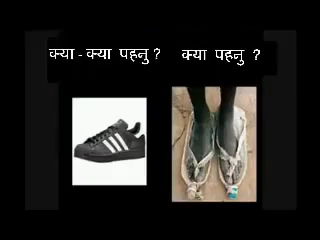 क्या - क्या पहनु ?
क्या पहनु ?